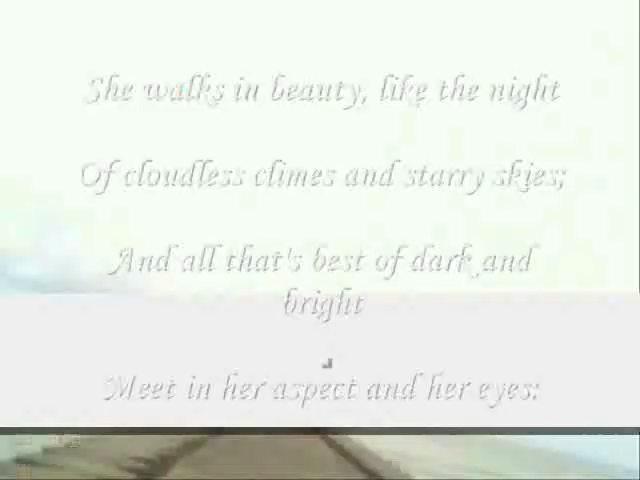 She walks in beauty, like the night
Of cloudless climes and starry skies;
And all that's best of dark and
bright
Meet in her aspect and her eyes: